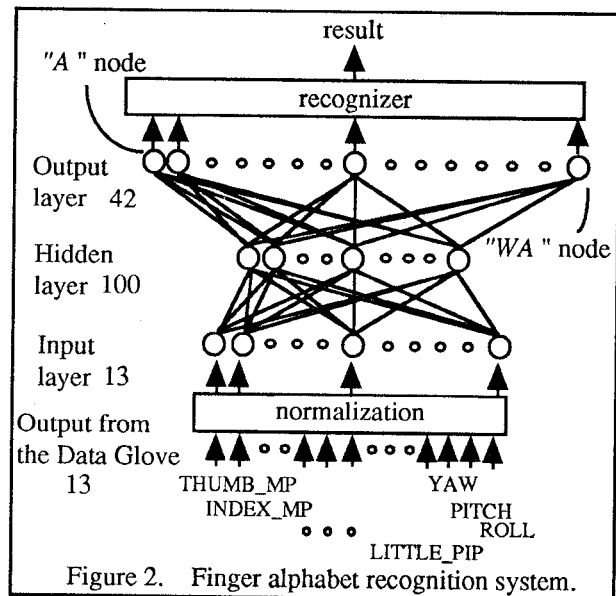 result
"A" node
recognizer
Output
layer 42
"WA" node
Hidden
layer 100
Input
layer 13
normalization
Output from
the Data Glove
13
THUMB_MP
YAW
INDEX_MP
PITCH
ROLL
LITTLE_PIP
Figure 2. Finger alphabet recognition system.